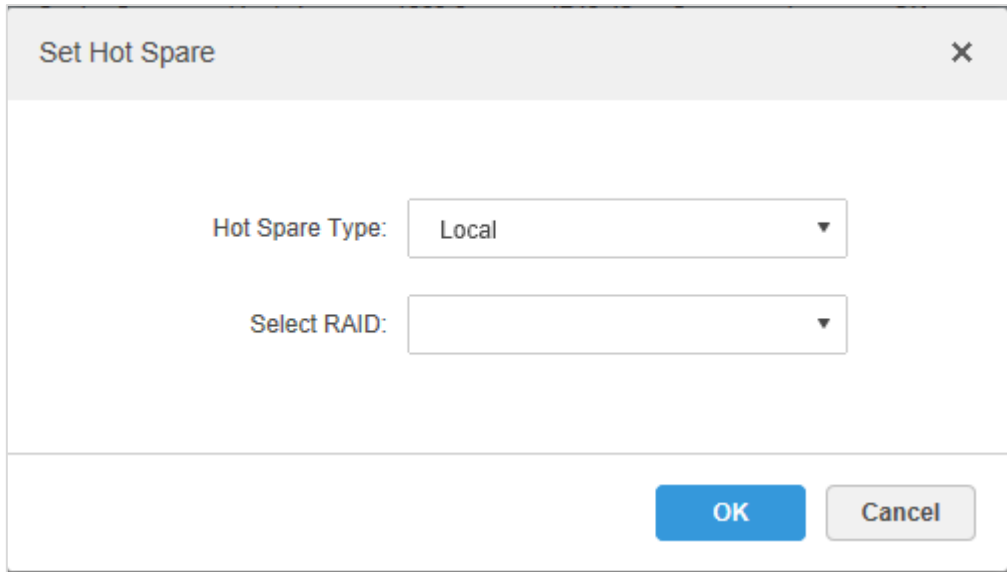 Set Hot Spare
Hot Spare Type: Local
Select RAID:
OK Cancel